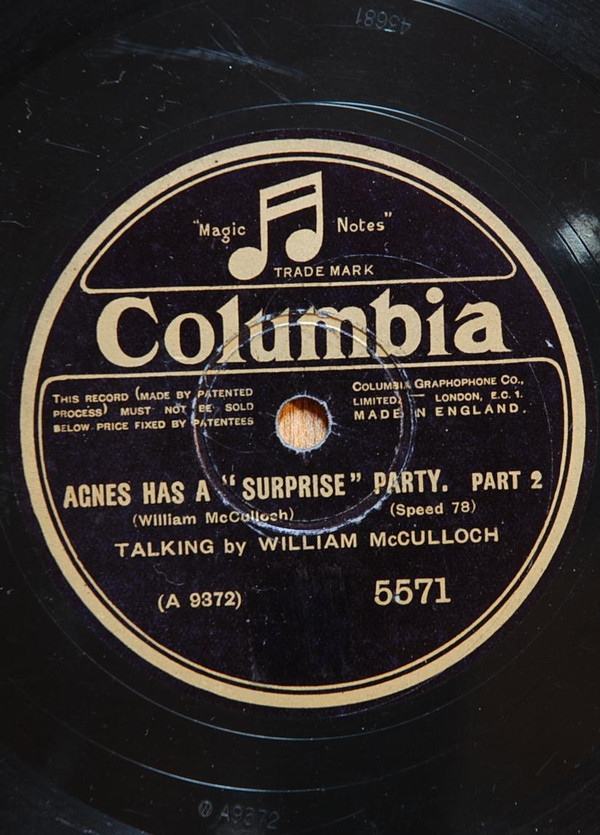 43681
"Magic Notes"
TRADE MARK
Columbia
THIS RECORD (MADE BY PATENTED
PROCESS) MUST NOT BE SOLD
BELOW PRICE FIXED BY PATENTEES
COLUMBIA GRAPHOPHONE CO.,
LIMITED. — LONDON, E.C. 1.
MADE IN ENGLAND.
AGNES HAS A "SURPRISE" PARTY. PART 2
(William McCulloch)
(Speed 78)
TALKING by WILLIAM McCULLOCH
(A 9372)
5571
A9372